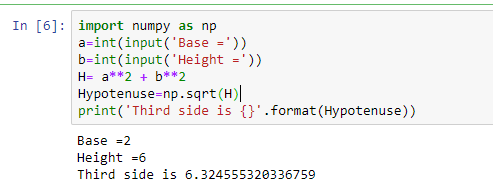 In [6]: import numpy as np
a=int(input('Base ='))
b=int(input('Height ='))
H= a**2 + b**2
Hypotenuse=np.sqrt(H)
print('Third side is {}'.format(Hypotenuse))
Base =2
Height =6
Third side is 6.324555320336759